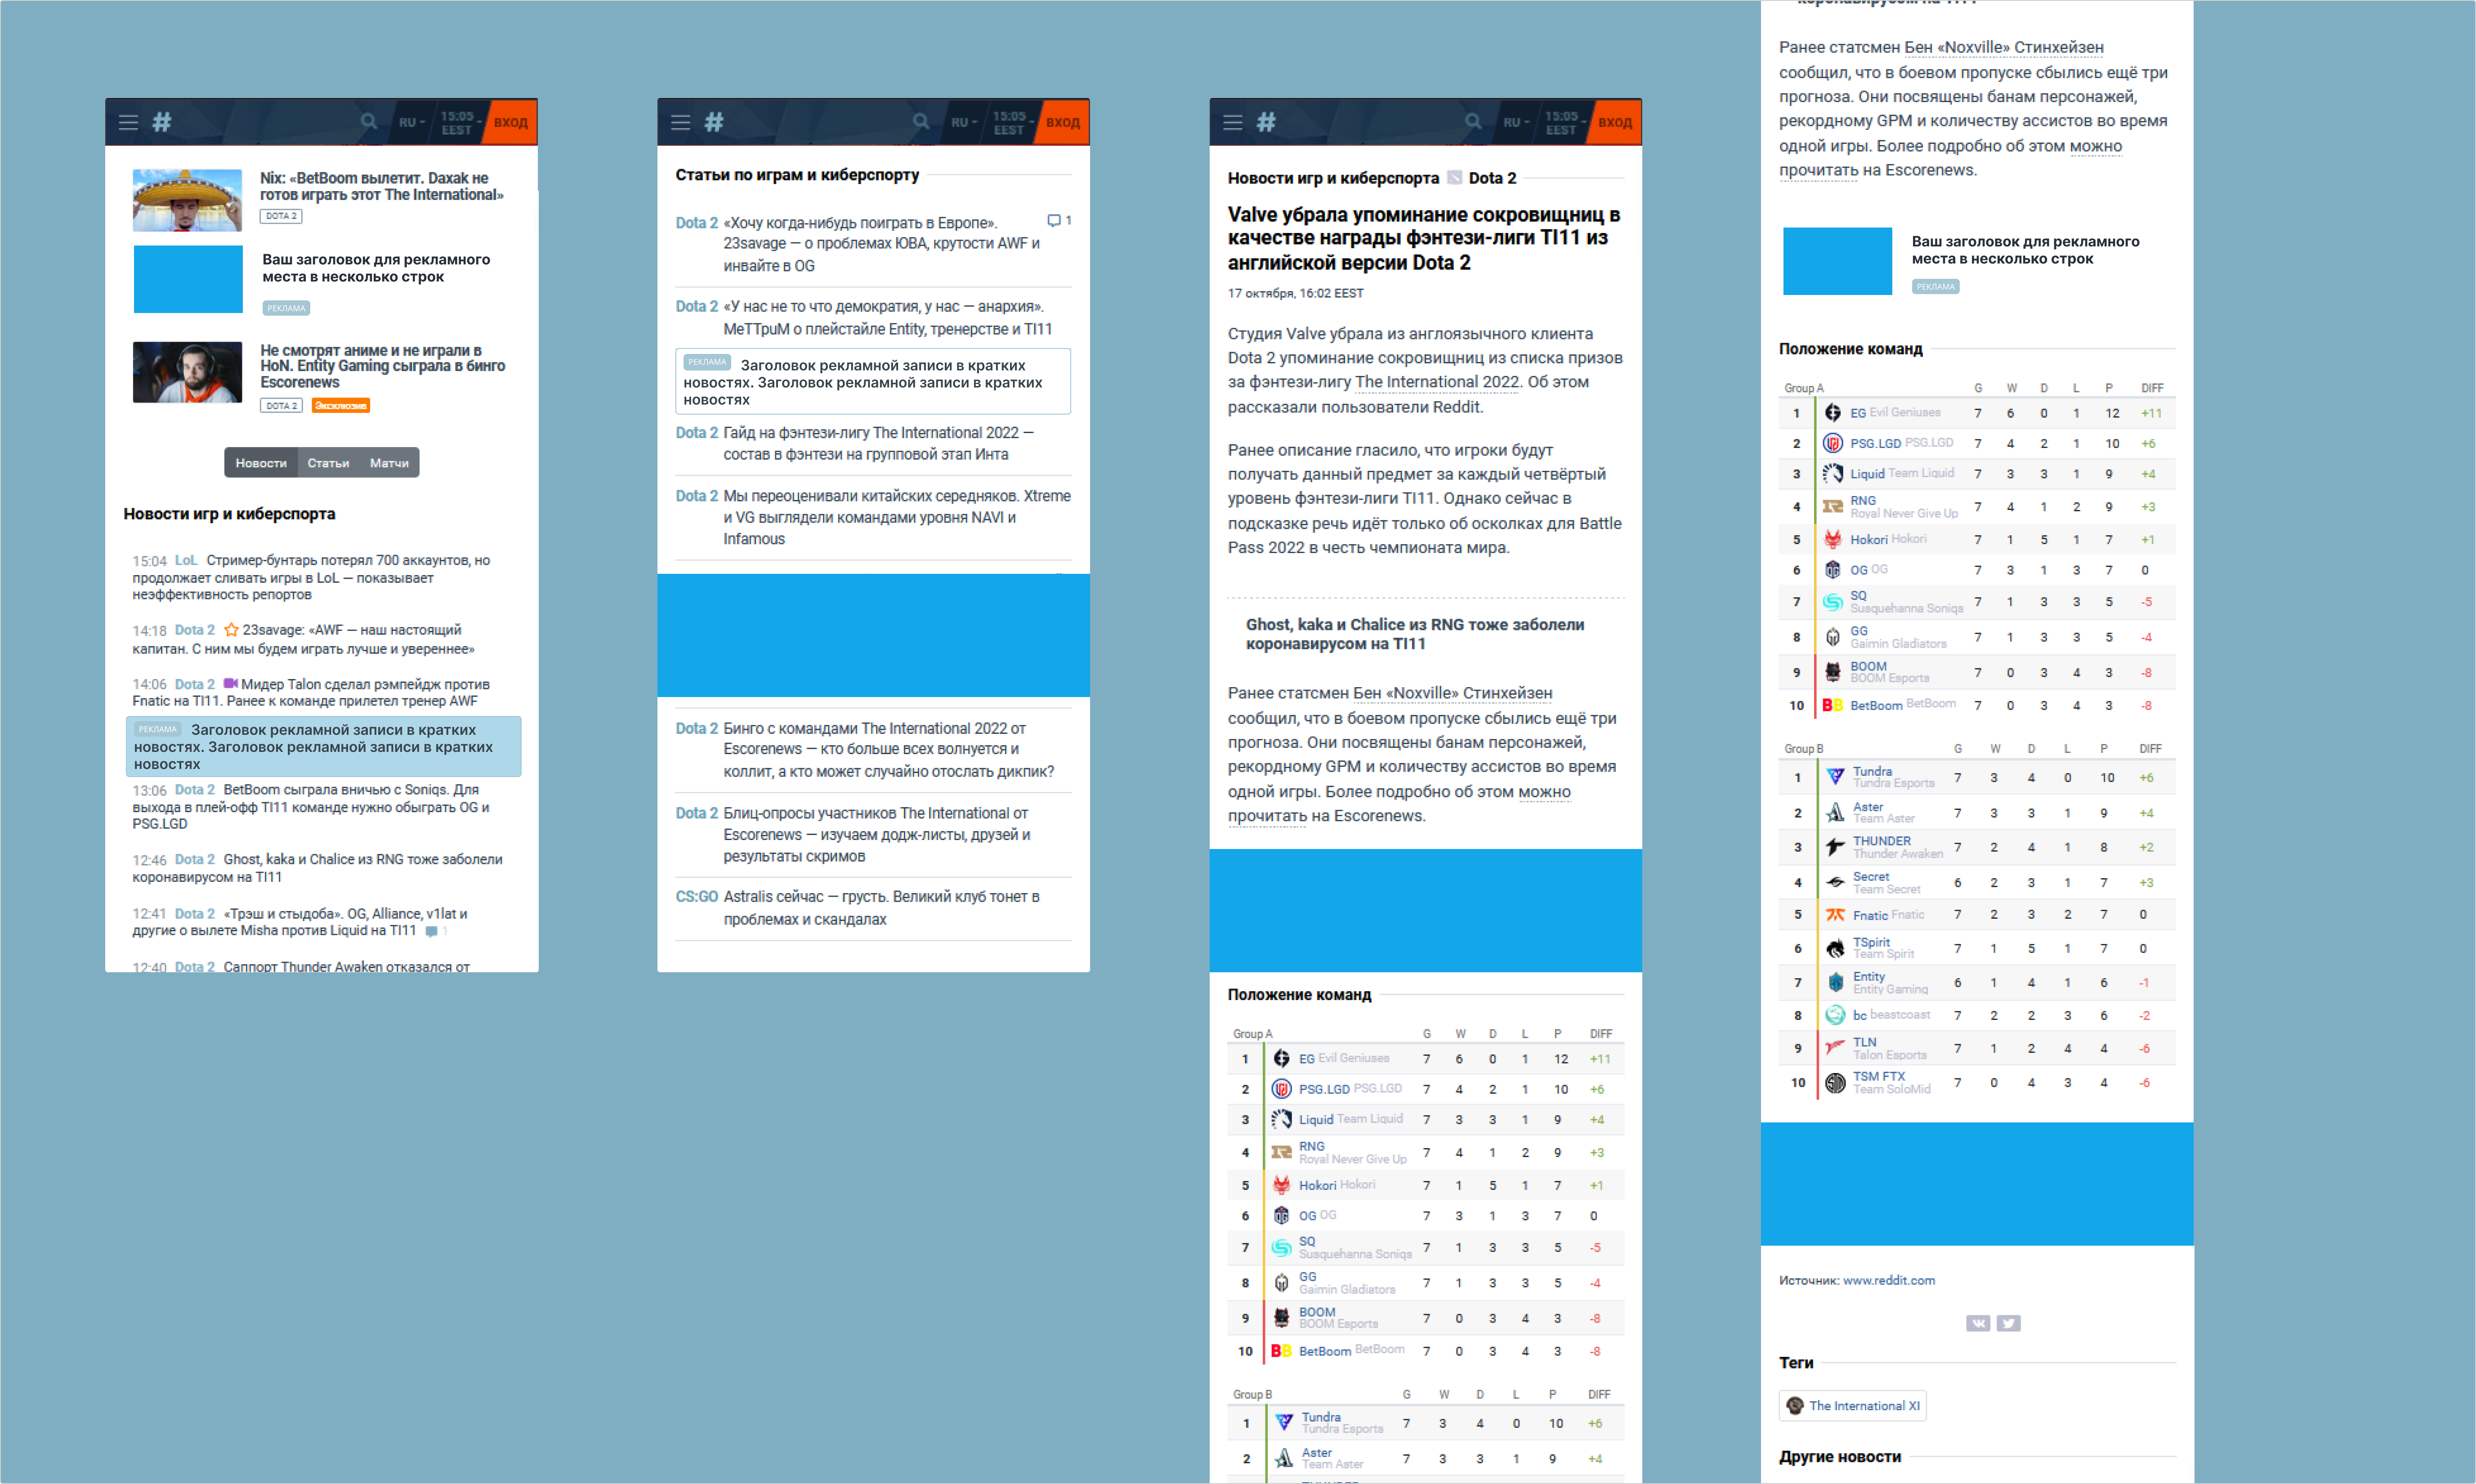 #
RU
15:05
EEST
ВХОД
Nix: «BetBoom вылетит. Daxak не
готов играть этот The International»
DOTA 2
Ваш заголовок для рекламного
места в несколько строк
РЕКЛАМА
Не смотрят аниме и не играли в
HoN. Entity Gaming сыграла в бинго
Escorenews
DOTA 2 Эксклюзив
Новости Статьи Матчи
Новости игр и киберспорта
15:04 LoL Стример-бунтарь потерял 700 аккаунтов, но
продолжает сливать игры в LoL — показывает
неэффективность репортов
14:18 Dota 2 23savage: «AWF — наш настоящий
капитан. С ним мы будем играть лучше и увереннее»
14:06 Dota 2 Мидер Talon сделал рэмпейдж против
Fnatic на TI11. Ранее к команде прилетел тренер AWF
РЕКЛАМА Заголовок рекламной записи в кратких
новостях. Заголовок рекламной записи в кратких
новостях
13:06 Dota 2 BetBoom сыграла вничью с Soniqs. Для
выхода в плей-офф TI11 команде нужно обыграть OG и
PSG.LGD
12:46 Dota 2 Ghost, kaka и Chalice из RNG тоже заболели
коронавирусом на TI11
12:41 Dota 2 «Трэш и стыдоба». OG, Alliance, v1lat и
другие о вылете Misha против Liquid на TI11 1
12:40 Dota 2 Саппорт Thunder Awaken отказался от
#
RU
15:05
EEST
ВХОД
Статьи по играм и киберспорту
Dota 2 «Хочу когда-нибудь поиграть в Европе». 1
23savage — о проблемах ЮВА, крутости AWF и
инвайте в OG
Dota 2 «У нас не то что демократия, у нас — анархия».
МеТТриМ о плейстайле Entity, тренерстве и TI11
РЕКЛАМА Заголовок рекламной записи в кратких
новостях. Заголовок рекламной записи в кратких
новостях
Dota 2 Гайд на фэнтези-лигу The International 2022 —
состав в фэнтези на групповой этап Инта
Dota 2 Мы переоценивали китайских середняков. Xtreme
и VG выглядели командами уровня NAVI и
Infamous
Dota 2 Бинго с командами The International 2022 от
Escorenews — кто больше всех волнуется и
коллит, а кто может случайно отослать дикпик?
Dota 2 Блиц-опросы участников The International от
Escorenews — изучаем додж-листы, друзей и
результаты скримов
CS:GO Astralis сейчас — грусть. Великий клуб тонет в
проблемах и скандалах
#
RU
15:05
EEST
ВХОД
Новости игр и киберспорта Dota 2
Valve убрала упоминание сокровищниц в
качестве награды фэнтези-лиги TI11 из
английской версии Dota 2
17 октября, 16:02 EEST
Студия Valve убрала из англоязычного клиента
Dota 2 упоминание сокровищниц из списка призов
за фэнтези-лигу The International 2022. Об этом
рассказали пользователи Reddit.
Ранее описание гласило, что игроки будут
получать данный предмет за каждый четвёртый
уровень фэнтези-лиги TI11. Однако сейчас в
подсказке речь идёт только об осколках для Battle
Pass 2022 в честь чемпионата мира.
Ghost, kaka и Chalice из RNG тоже заболели
коронавирусом на TI11
Ранее статсмен Бен «Noxville» Стинхейзен
сообщил, что в боевом пропуске сбылись ещё три
прогноза. Они посвящены банам персонажей,
рекордному GPM и количеству ассистов во время
одной игры. Более подробно об этом можно
прочитать на Escorenews.
Положение команд
Group A G W D L P DIFF
1 EG Evil Geniuses 7 6 0 1 12 +11
2 PSG.LGD PSG.LGD 7 4 2 1 10 +6
3 Liquid Team Liquid 7 3 3 1 9 +4
4 RNG Royal Never Give Up 7 4 1 2 9 +3
5 Hokori Hokori 7 1 5 1 7 +1
6 OG OG 7 3 1 3 7 0
7 SQ Susquehanna Soniqs 7 1 3 3 5 -5
8 GG Gaimin Gladiators 7 1 3 3 5 -4
9 BOOM BOOM Esports 7 0 3 4 3 -8
10 BB BetBoom BetBoom 7 0 3 4 3 -8
Group B G W D L P DIFF
1 Tundra Tundra Esports 7 3 4 0 10 +6
2 Aster Team Aster 7 3 3 1 9 +4
коронавирусом на TI11
Ранее статсмен Бен «Noxville» Стинхейзен
сообщил, что в боевом пропуске сбылись ещё три
прогноза. Они посвящены банам персонажей,
рекордному GPM и количеству ассистов во время
одной игры. Более подробно об этом можно
прочитать на Escorenews.
Ваш заголовок для рекламного
места в несколько строк
РЕКЛАМА
Положение команд
Group A G W D L P DIFF
1 EG Evil Geniuses 7 6 0 1 12 +11
2 PSG.LGD PSG.LGD 7 4 2 1 10 +6
3 Liquid Team Liquid 7 3 3 1 9 +4
4 RNG Royal Never Give Up 7 4 1 2 9 +3
5 Hokori Hokori 7 1 5 1 7 +1
6 OG OG 7 3 1 3 7 0
7 SQ Susquehanna Soniqs 7 1 3 3 5 -5
8 GG Gaimin Gladiators 7 1 3 3 5 -4
9 BOOM BOOM Esports 7 0 3 4 3 -8
10 BB BetBoom BetBoom 7 0 3 4 3 -8
Group B G W D L P DIFF
1 Tundra Tundra Esports 7 3 4 0 10 +6
2 Aster Team Aster 7 3 3 1 9 +4
3 THUNDER Thunder Awaken 7 2 4 1 8 +2
4 Secret Team Secret 6 2 3 1 7 +3
5 Fnatic Fnatic 7 2 3 2 7 0
6 TSpirit Team Spirit 7 1 5 1 7 0
7 Entity Entity Gaming 6 1 4 1 6 -1
8 bc beastcoast 7 2 2 3 6 -2
9 TLN Talon Esports 7 1 2 4 4 -6
10 TSM FTX Team SoloMid 7 0 4 3 4 -6
Источник: www.reddit.com
Теги
The International XI
Другие новости